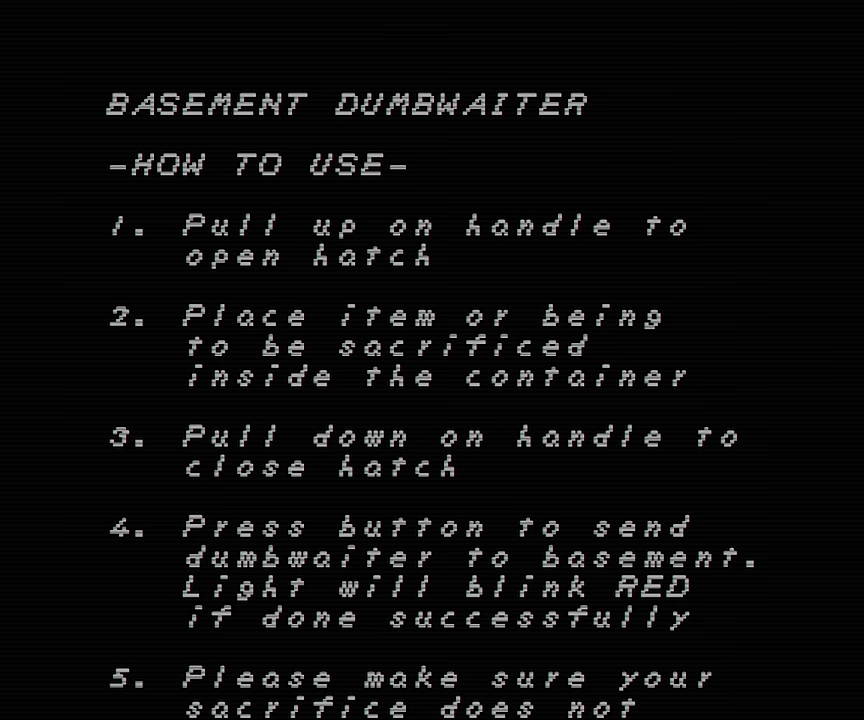 BASEMENT DUMBWAITER
-HOW TO USE-
1. Pull up on handle to
open hatch
2. Place item or being
to be sacrificed
inside the container
3. Pull down on handle to
close hatch
4. Press button to send
dumbwaiter to basement.
Light will blink RED
if done successfully
5. Please make sure your
sacrifice does not